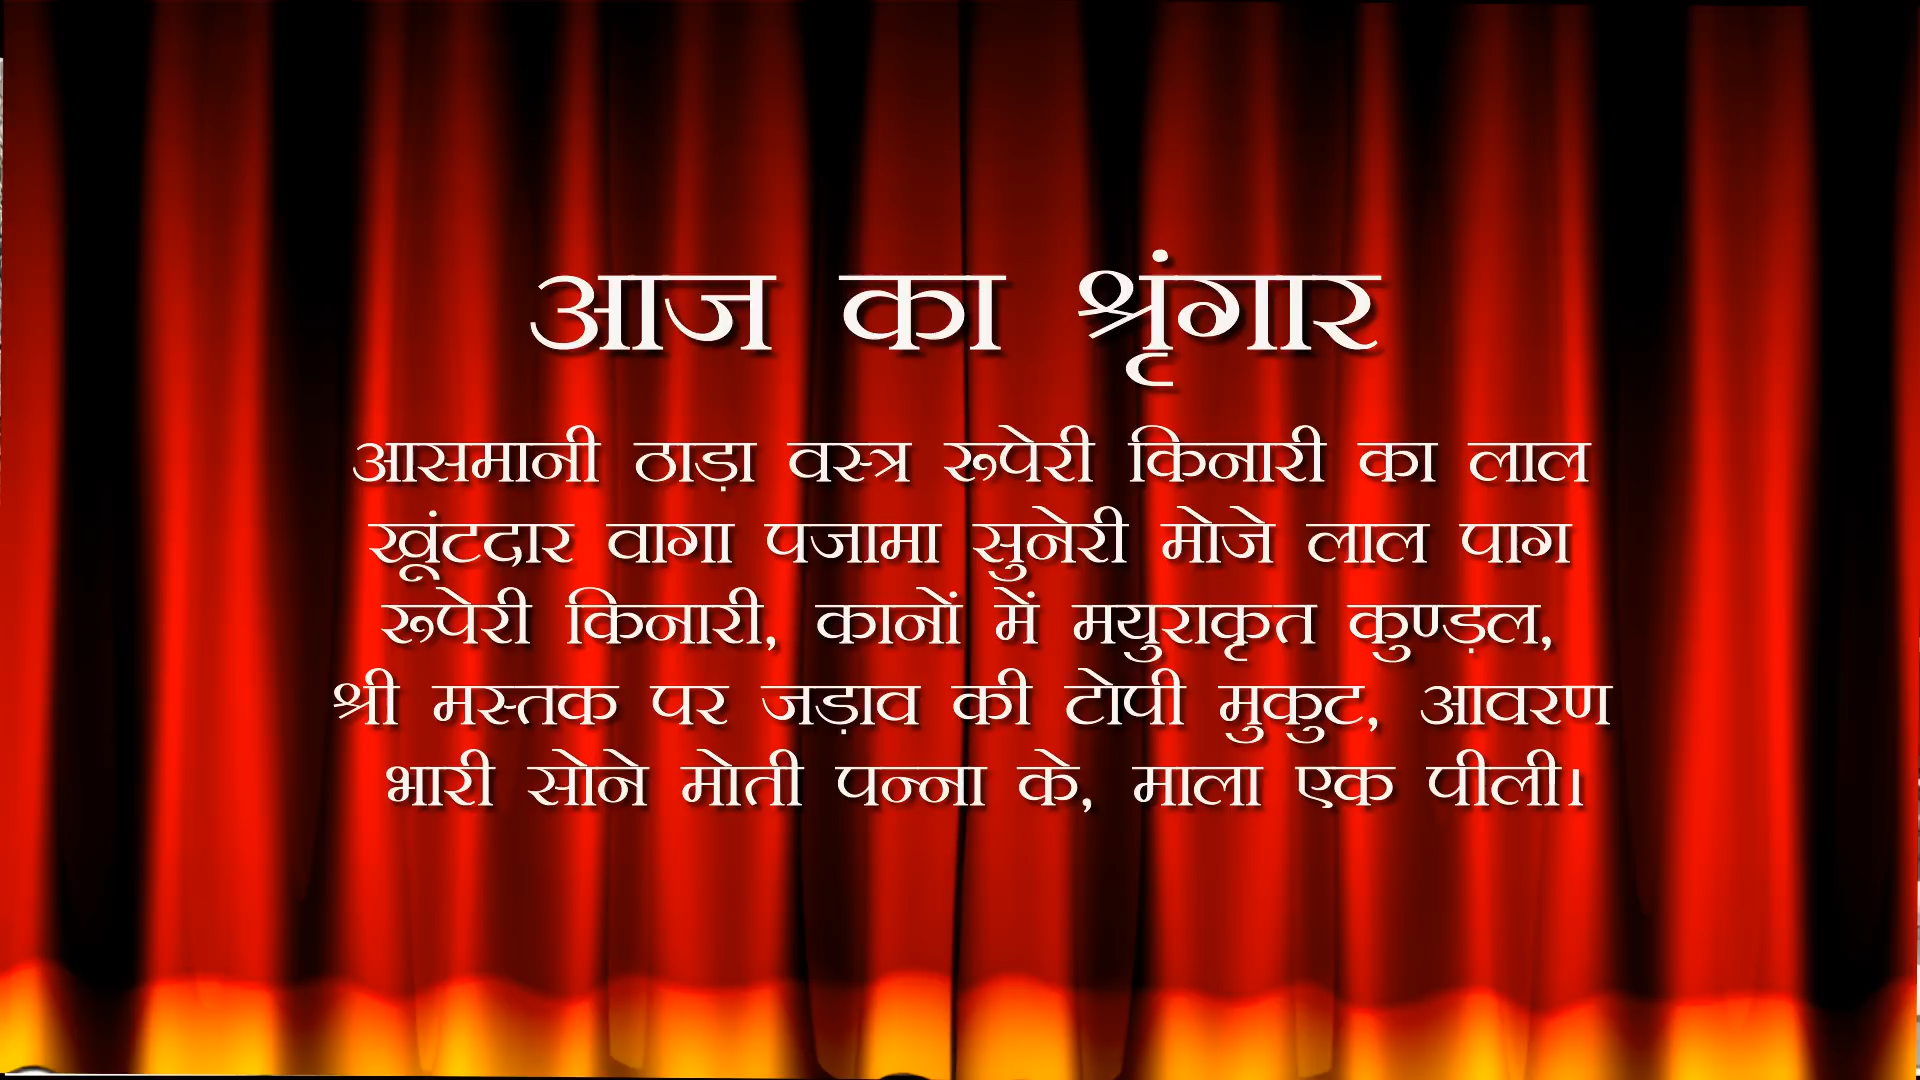 आज का श्रृंगार
आसमानी ठाड़ा वस्त्र रूपेरी किनारी का लाल
खूंटदार वागा पजामा सुनेरी मोजे लाल पाग
रूपेरी किनारी, कानों में मयुराकृत कुण्ड़ल,
श्री मस्तक पर जड़ाव की टोपी मुकुट, आवरण
भारी सोने मोती पन्ना के, माला एक पीली।